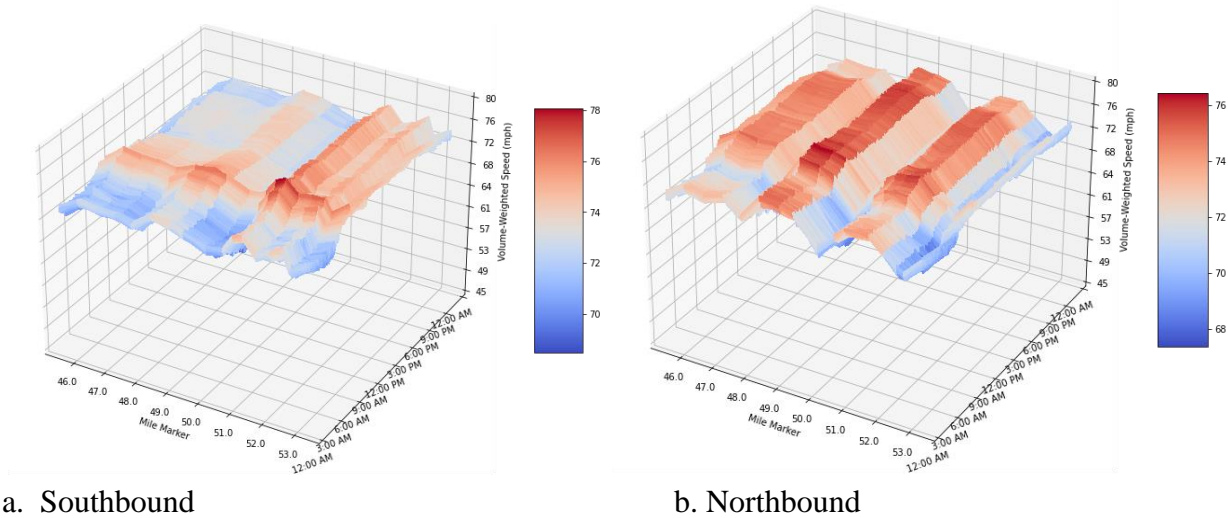 80
76
72
68
64
61
57
53
49
45
Volume-Weighted Speed (mph)
78
76
74
72
70
46.0
47.0
48.0
49.0
50.0
51.0
52.0
53.0
Mile Marker
12:00 AM
3:00 AM
6:00 AM
9:00 AM
12:00 PM
3:00 PM
6:00 PM
9:00 PM
12:00 AM
80
76
72
68
64
61
57
53
49
45
Volume-Weighted Speed (mph)
76
74
72
70
68
46.0
47.0
48.0
49.0
50.0
51.0
52.0
53.0
Mile Marker
12:00 AM
3:00 AM
6:00 AM
9:00 AM
12:00 PM
3:00 PM
6:00 PM
9:00 PM
12:00 AM
a. Southbound
b. Northbound